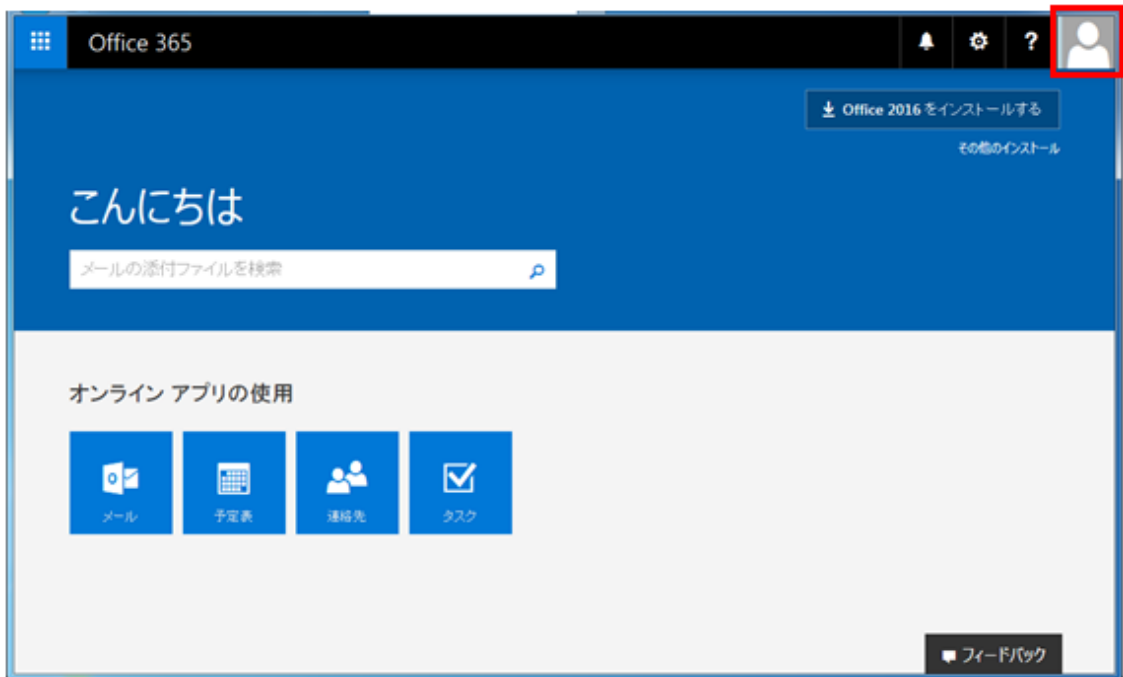 Office 365
?
Office 2016 をインストールする
その他のインストール
こんにちは
メールの添付ファイルを検索
オンライン アプリの使用
メール
予定表
連絡先
タスク
フィードバック